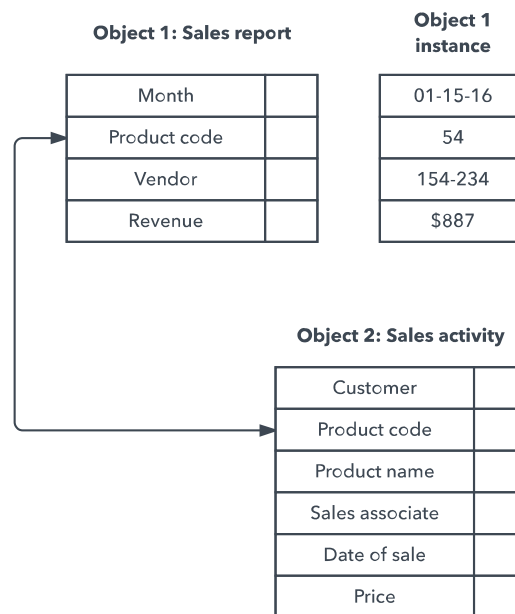 Object 1: Sales report
Object 1
instance
Month
01-15-16
Product code
54
Vendor
154-234
Revenue
$887
Object 2: Sales activity
Customer
Product code
Product name
Sales associate
Date of sale
Price